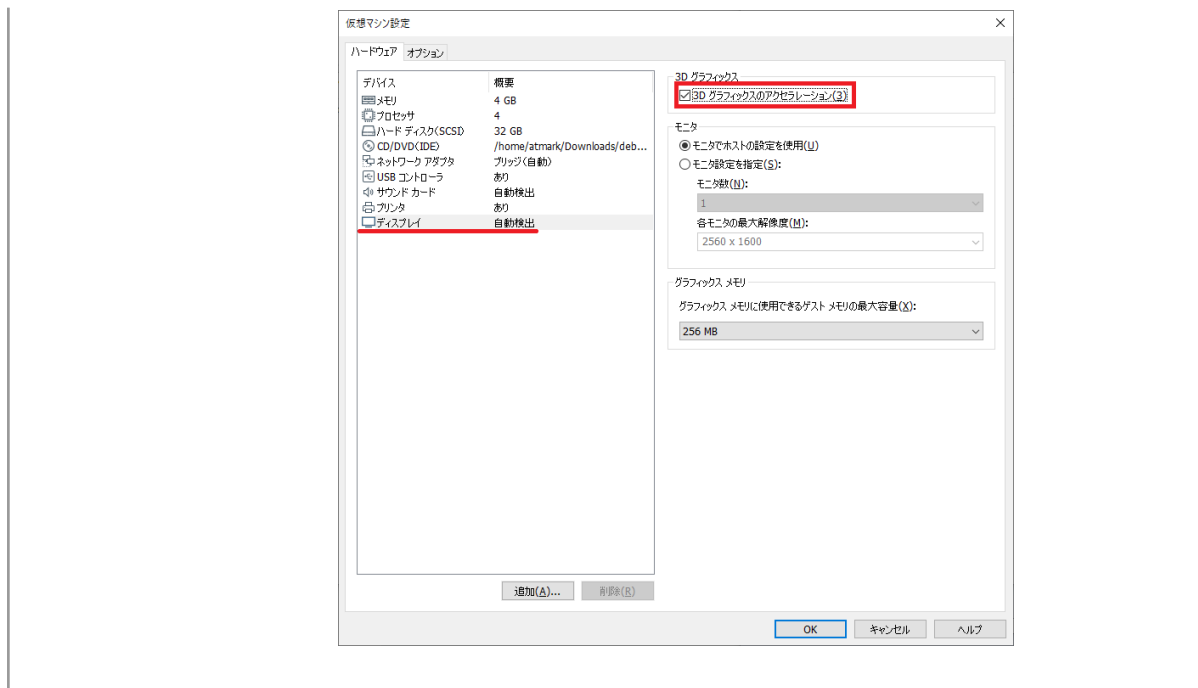 仮想マシン設定
ハードウェア オプション
デバイス 概要
メモリ 4 GB
プロセッサ 4
ハード ディスク(SCSI) 32 GB
CD/DVD(IDE) /home/atmark/Downloads/deb...
ネットワーク アダプタ ブリッジ(自動)
USB コントローラ あり
サウンド カード 自動検出
プリンタ あり
ディスプレイ 自動検出
追加(A)... 削除(R)
3D グラフィックス
3D グラフィックスのアクセラレーション(3)
モニタ
モニタでホストの設定を使用(U)
モニタ設定を指定(S):
モニタ数(N):
1
各モニタの最大解像度(M):
2560 x 1600
グラフィックス メモリ
グラフィックス メモリに使用できるゲスト メモリの最大容量(X):
256 MB
OK キャンセル ヘルプ